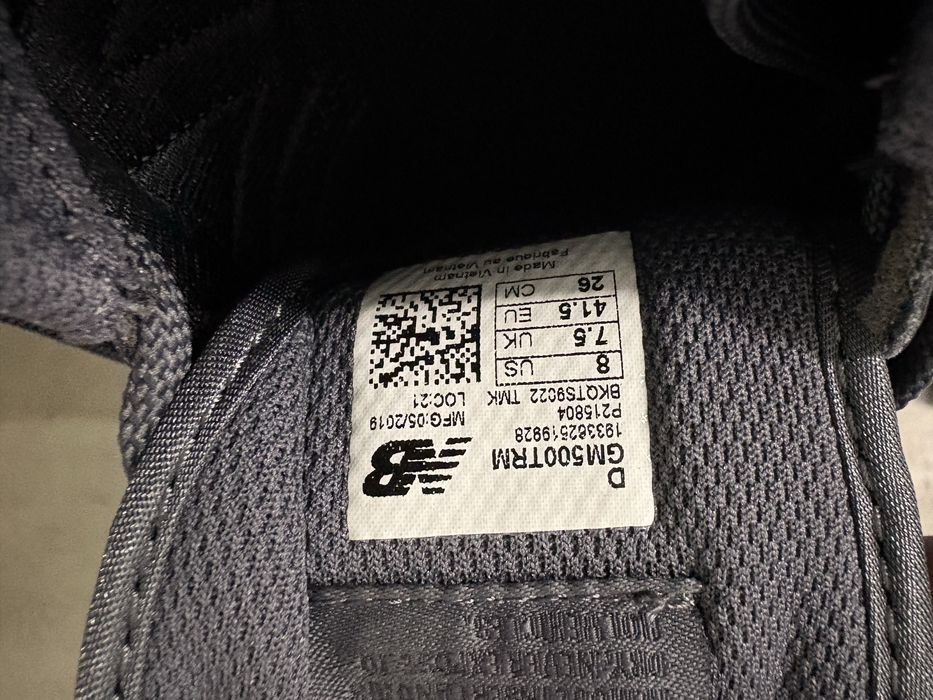 D
GM500TRM
193362519928
P215804
BKQTS9022 TMK
MFG:05/2019
LOC:21
US 8
UK 7.5
EU 41.5
CM 26
Made in Vietnam
Fabrique au Vietnam